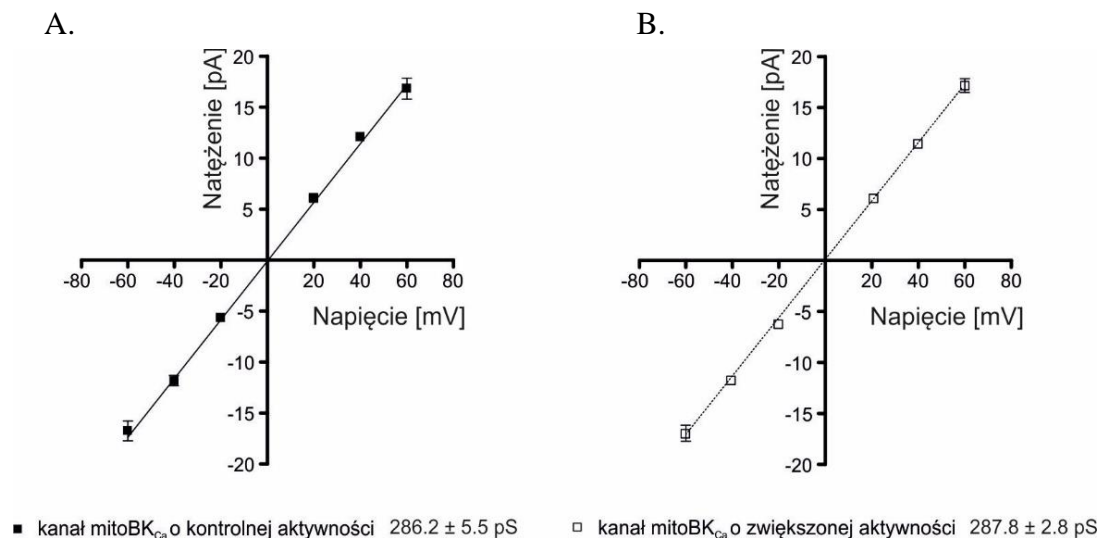 A.
B.
Natężenie [pA]
20
15
10
5
-80 -60 -40 -20 20 40 60 80
-5
-10
-15
-20
Napięcie [mV]
Natężenie [pA]
20
15
10
5
-80 -60 -40 -20 20 40 60 80
-5
-10
-15
-20
Napięcie [mV]
kanał mitoBKCa o kontrolnej aktywności 286.2 ± 5.5 pS
kanał mitoBKCa o zwiększonej aktywności 287.8 ± 2.8 pS